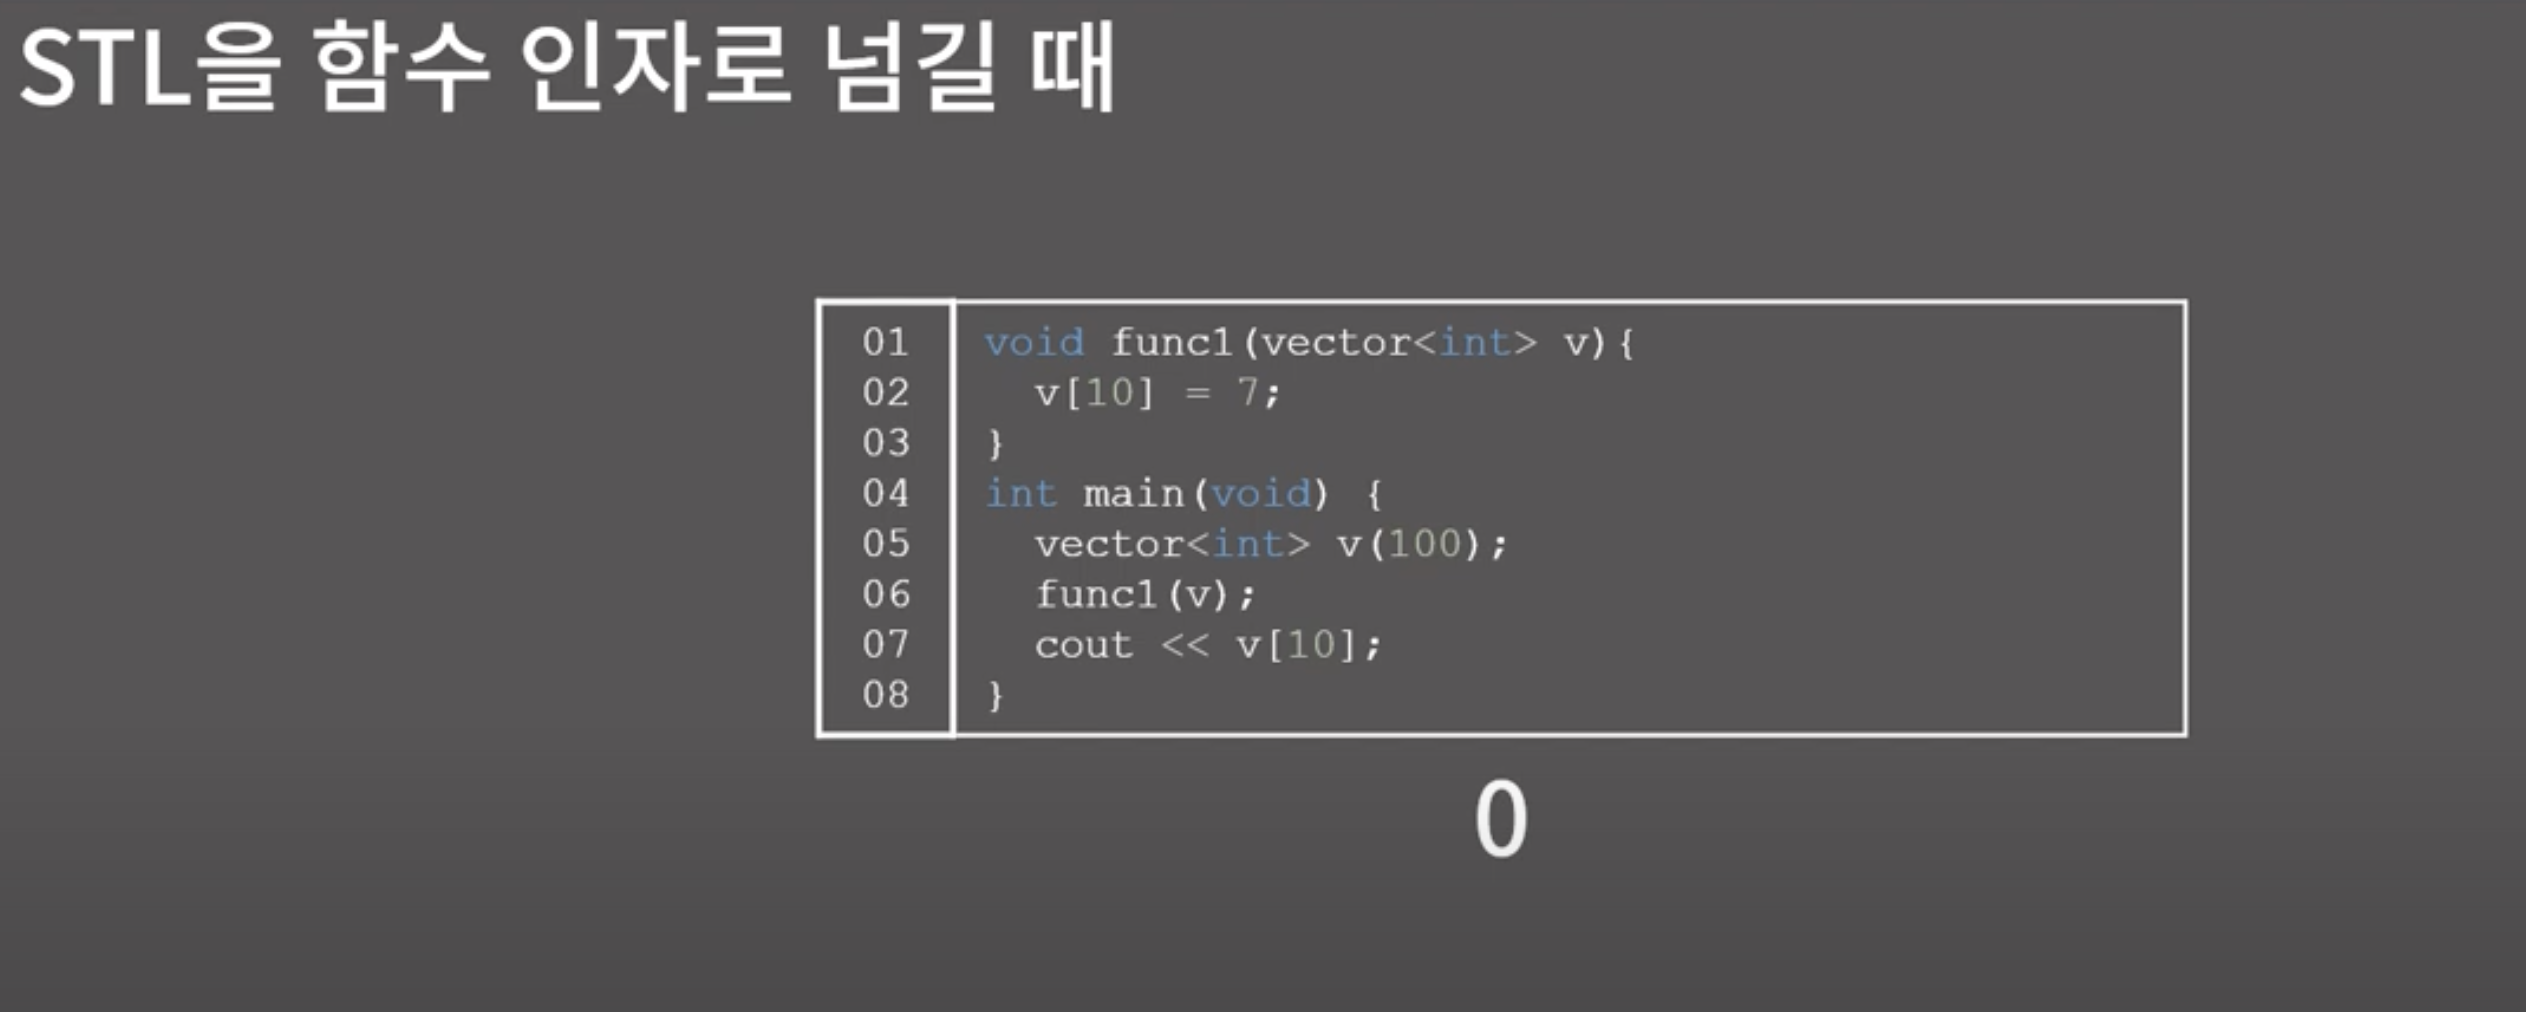 STL을 함수 인자로 넘길 때
01 void func1(vector<int> v){
02   v[10] = 7;
03 }
04 int main(void) {
05   vector<int> v(100);
06   func1(v);
07   cout << v[10];
08 }
0